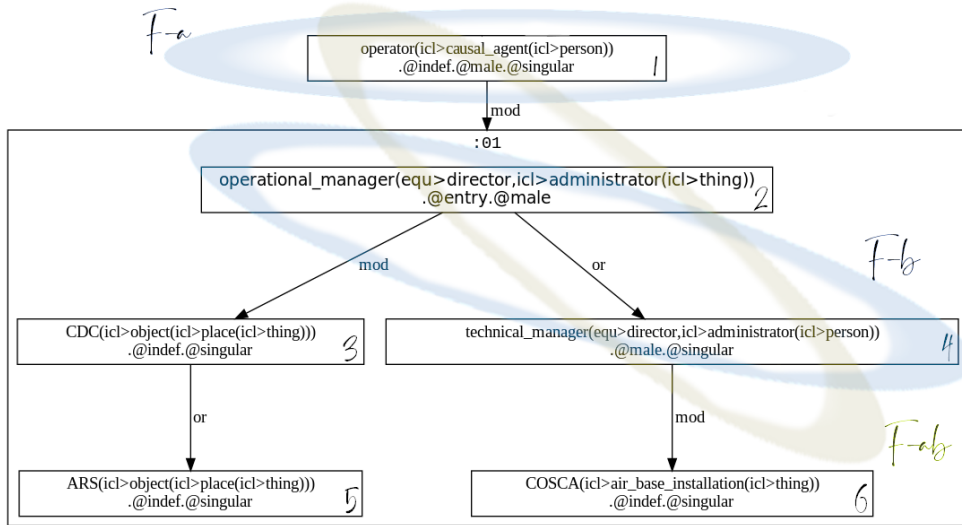 F-a
operator(icl>causal_agent(icl>person))
.@indef.@male.@singular
1
mod
:01
operational_manager(equ>director,icl>administrator(icl>thing))
.@entry.@male
2
F-b
mod
or
CDC(icl>object(icl>place(icl>thing)))
.@indef.@singular
3
technical_manager(equ>director,icl>administrator(icl>person))
.@male.@singular
4
or
mod
F-ab
ARS(icl>object(icl>place(icl>thing)))
.@indef.@singular
5
COSCA(icl>air_base_installation(icl>thing))
.@indef.@singular
6